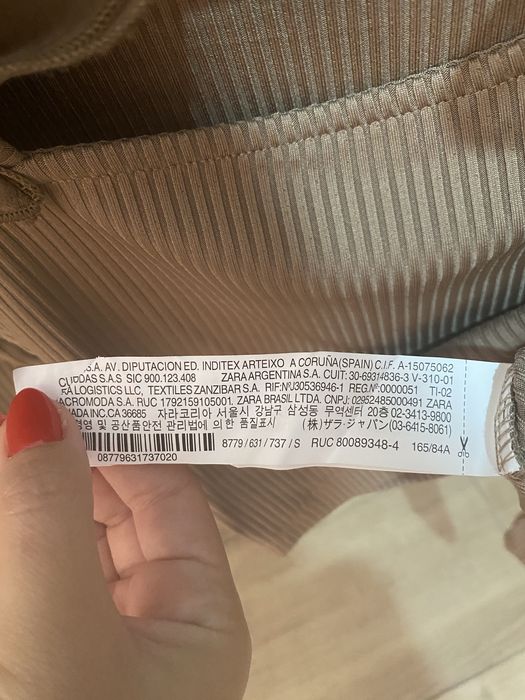 S.A. AV. DIPUTACION ED. INDITEX ARTEIXO A CORUÑA(SPAIN) C.I.F. A-15075062
S.A.S SIC 900.123.408 ZARA ARGENTINA S.A. CUIT: 30-69314836-3 V-310-01
LOGISTICS LLC, TEXTILES ZANZIBAR S.A. RIF:NºJ30536946-1 REGNº:0000051 TI-02
S.A. RUC 1792159105001. ZARA BRASIL LTDA. CNPJ: 02952485000491 ZARA
INC. CA 36685 자라코리아 서울시 강남구 삼성동 무역센터 20층 02-3413-9800
및 공산품안전 관리법에 의한 품질표시 (株) ザラ・ジャパン(03-6415-8061)
8779 / 631 / 737 / S RUC 80089348-4 165/84A
08779631737020